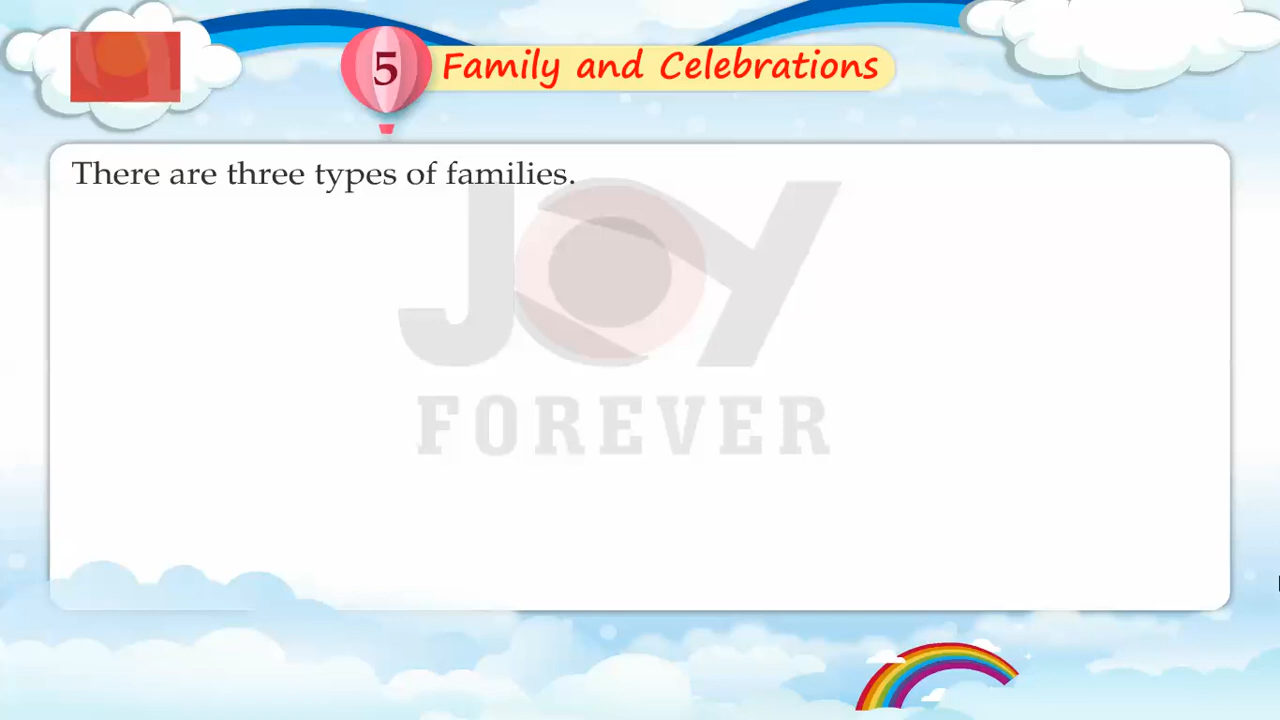 5 Family and Celebrations
There are three types of families.
JOY
FOREVER